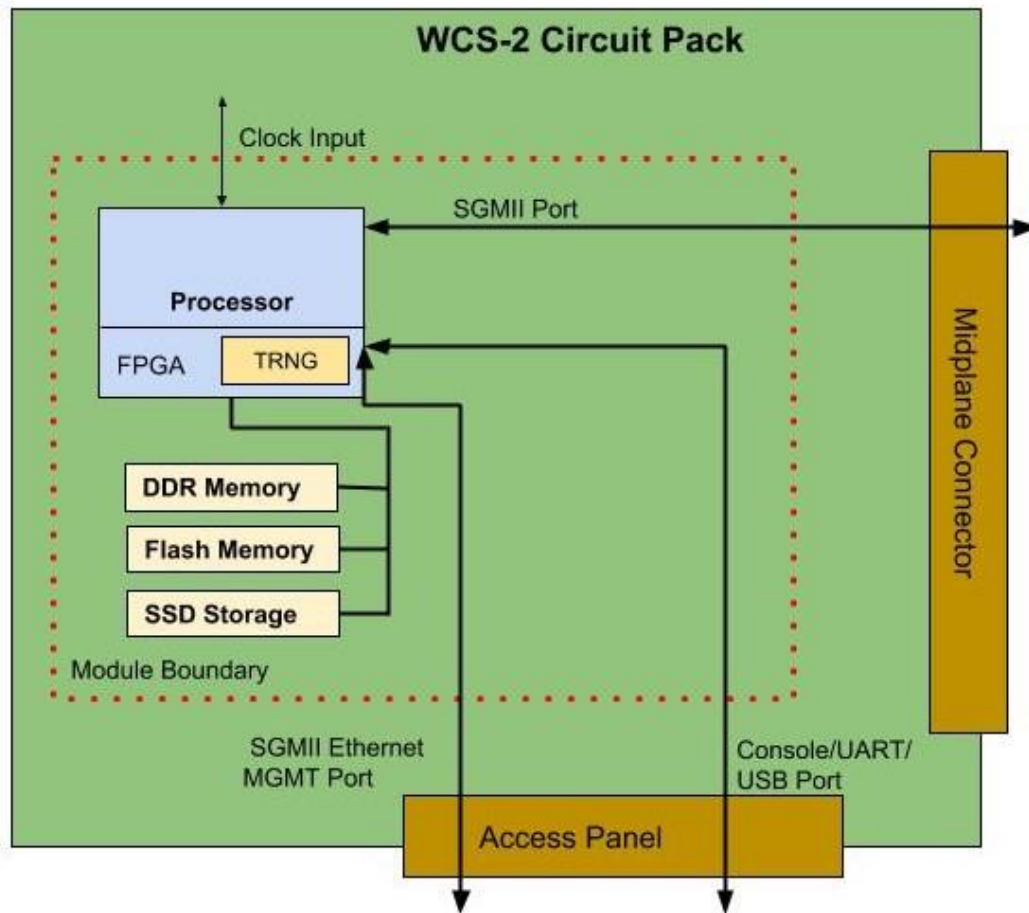 WCS-2 Circuit Pack
Clock Input
SGMII Port
Processor
FPGA
TRNG
Midplane Connector
DDR Memory
Flash Memory
SSD Storage
Module Boundary
SGMII Ethernet
MGMT Port
Console/UART/
USB Port
Access Panel